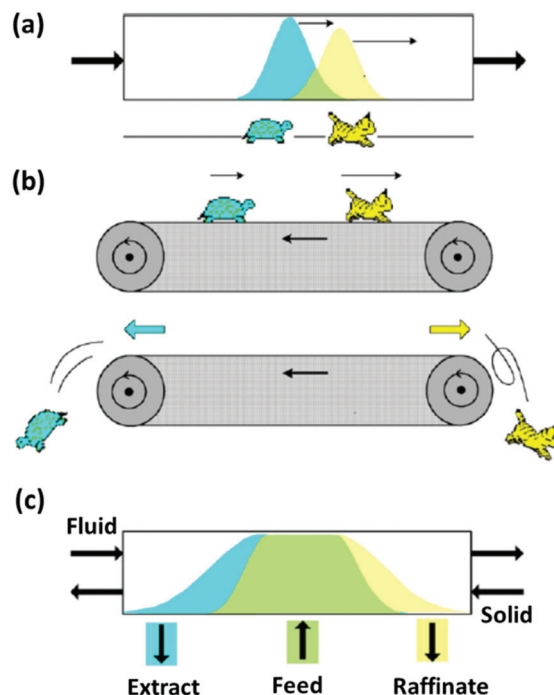 (a)
(b)
(c)
Fluid
Solid
Extract Feed Raffinate